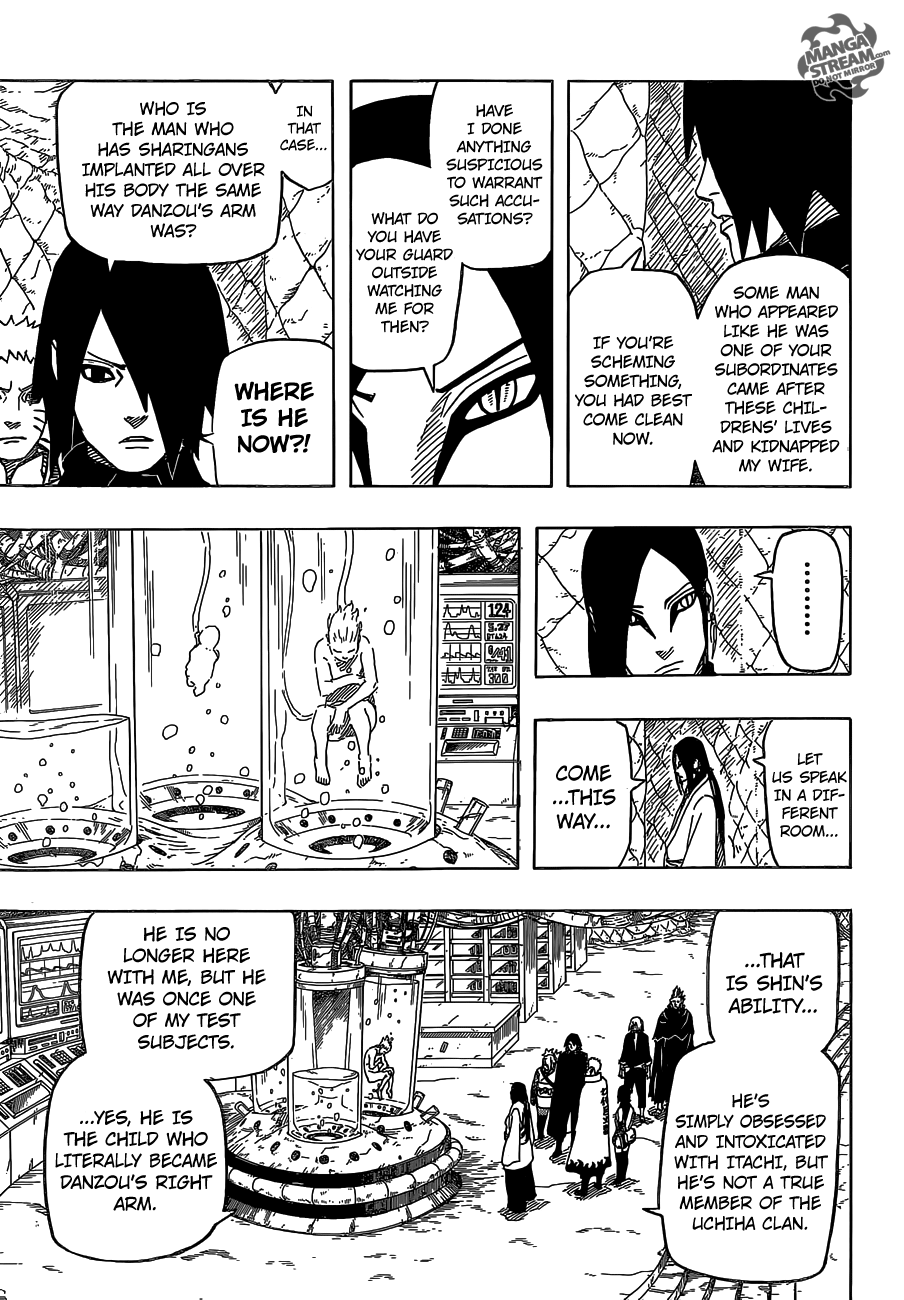 MANGA
STREAM.com
DO NOT MIRROR
SOME MAN
WHO APPEARED
LIKE HE WAS
ONE OF YOUR
SUBORDINATES
CAME AFTER
THESE CHIL-
DRENS' LIVES
AND KIDNAPPED
MY WIFE.
IF YOU'RE
SCHEMING
SOMETHING,
YOU HAD BEST
COME CLEAN
NOW.
HAVE
I DONE
ANYTHING
SUSPICIOUS
TO WARRANT
SUCH ACCU-
SATIONS?
WHAT DO
YOU HAVE
YOUR GUARD
OUTSIDE
WATCHING
ME FOR
THEN?
IN
THAT
CASE...
WHO IS
THE MAN WHO
HAS SHARINGANS
IMPLANTED ALL OVER
HIS BODY THE SAME
WAY DANZOU'S ARM
WAS?
WHERE
IS HE
NOW?!
.........
LET
US SPEAK
IN A DIF-
FERENT
ROOM...
COME
...THIS
WAY...
124
300
...THAT
IS SHIN'S
ABILITY...
HE'S
SIMPLY OBSESSED
AND INTOXICATED
WITH ITACHI, BUT
HE'S NOT A TRUE
MEMBER OF THE
UCHIHA CLAN.
HE IS NO
LONGER HERE
WITH ME, BUT HE
WAS ONCE ONE
OF MY TEST
SUBJECTS.
...YES, HE IS
THE CHILD WHO
LITERALLY BECAME
DANZOU'S RIGHT
ARM.